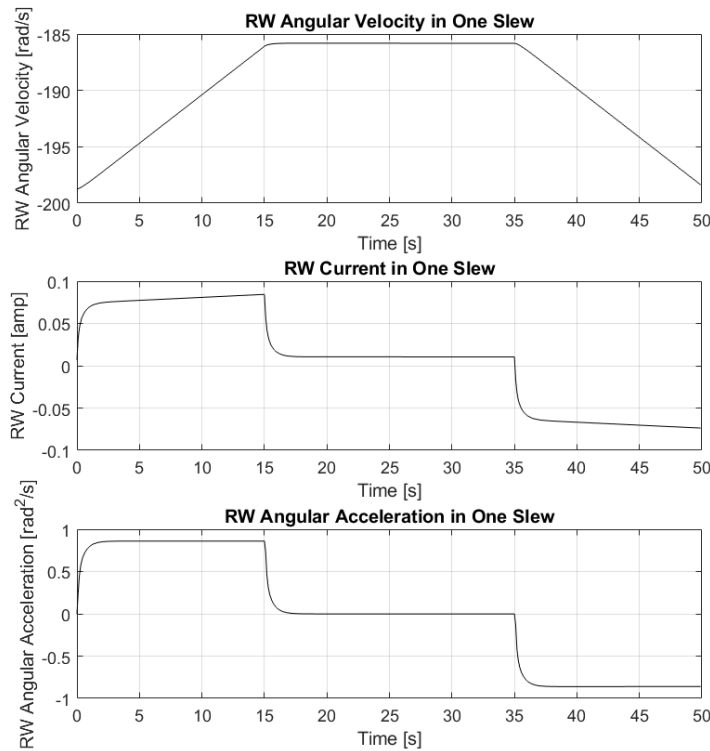 RW Angular Velocity in One Slew
RW Angular Velocity [rad/s]
-185
-190
-195
-200
0 5 10 15 20 25 30 35 40 45 50
Time [s]
RW Current in One Slew
RW Current [amp]
0.1
0.05
0
-0.05
-0.1
0 5 10 15 20 25 30 35 40 45 50
Time [s]
RW Angular Acceleration in One Slew
RW Angular Acceleration [rad²/s]
1
0.5
0
-0.5
-1
0 5 10 15 20 25 30 35 40 45 50
Time [s]